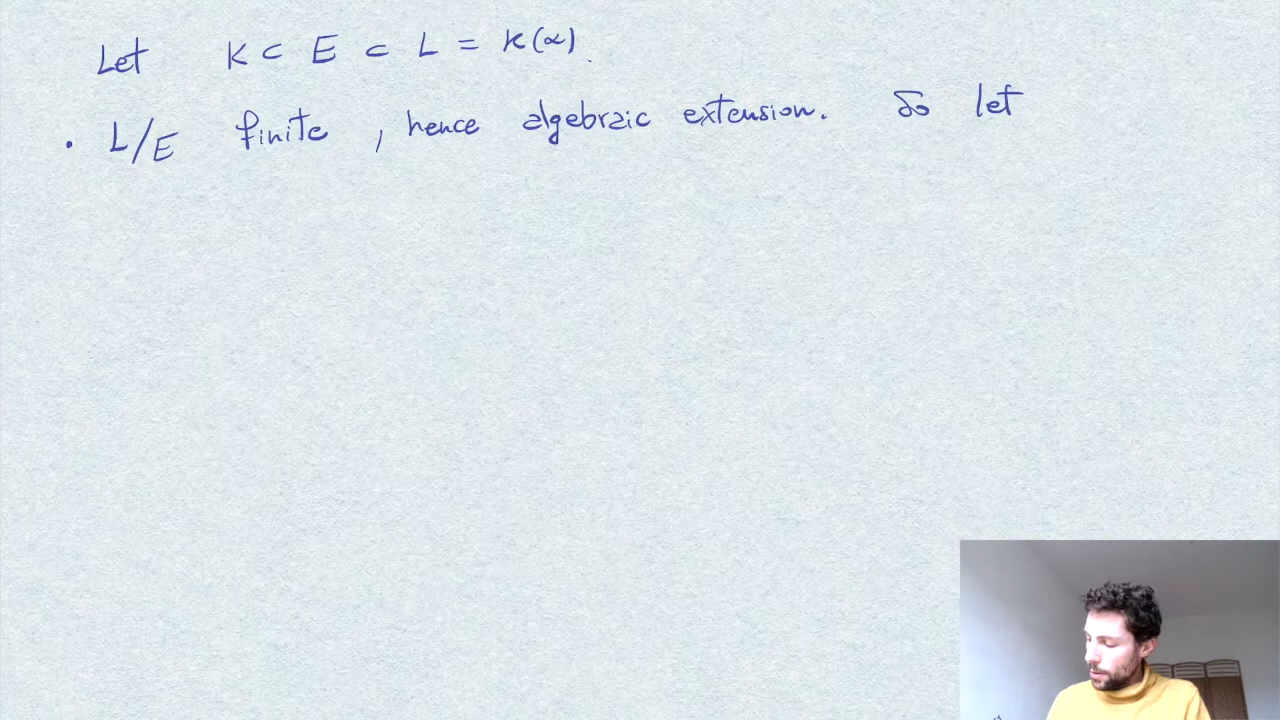 Let K ⊂ E ⊂ L = K(α).
• L/E finite, hence algebraic extension. So let